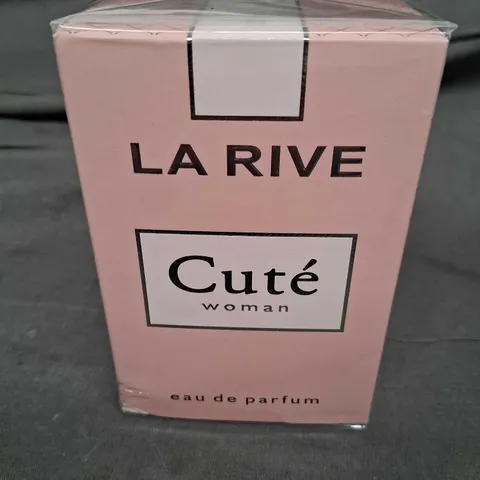 LA RIVE
Cuté
woman
eau de parfum